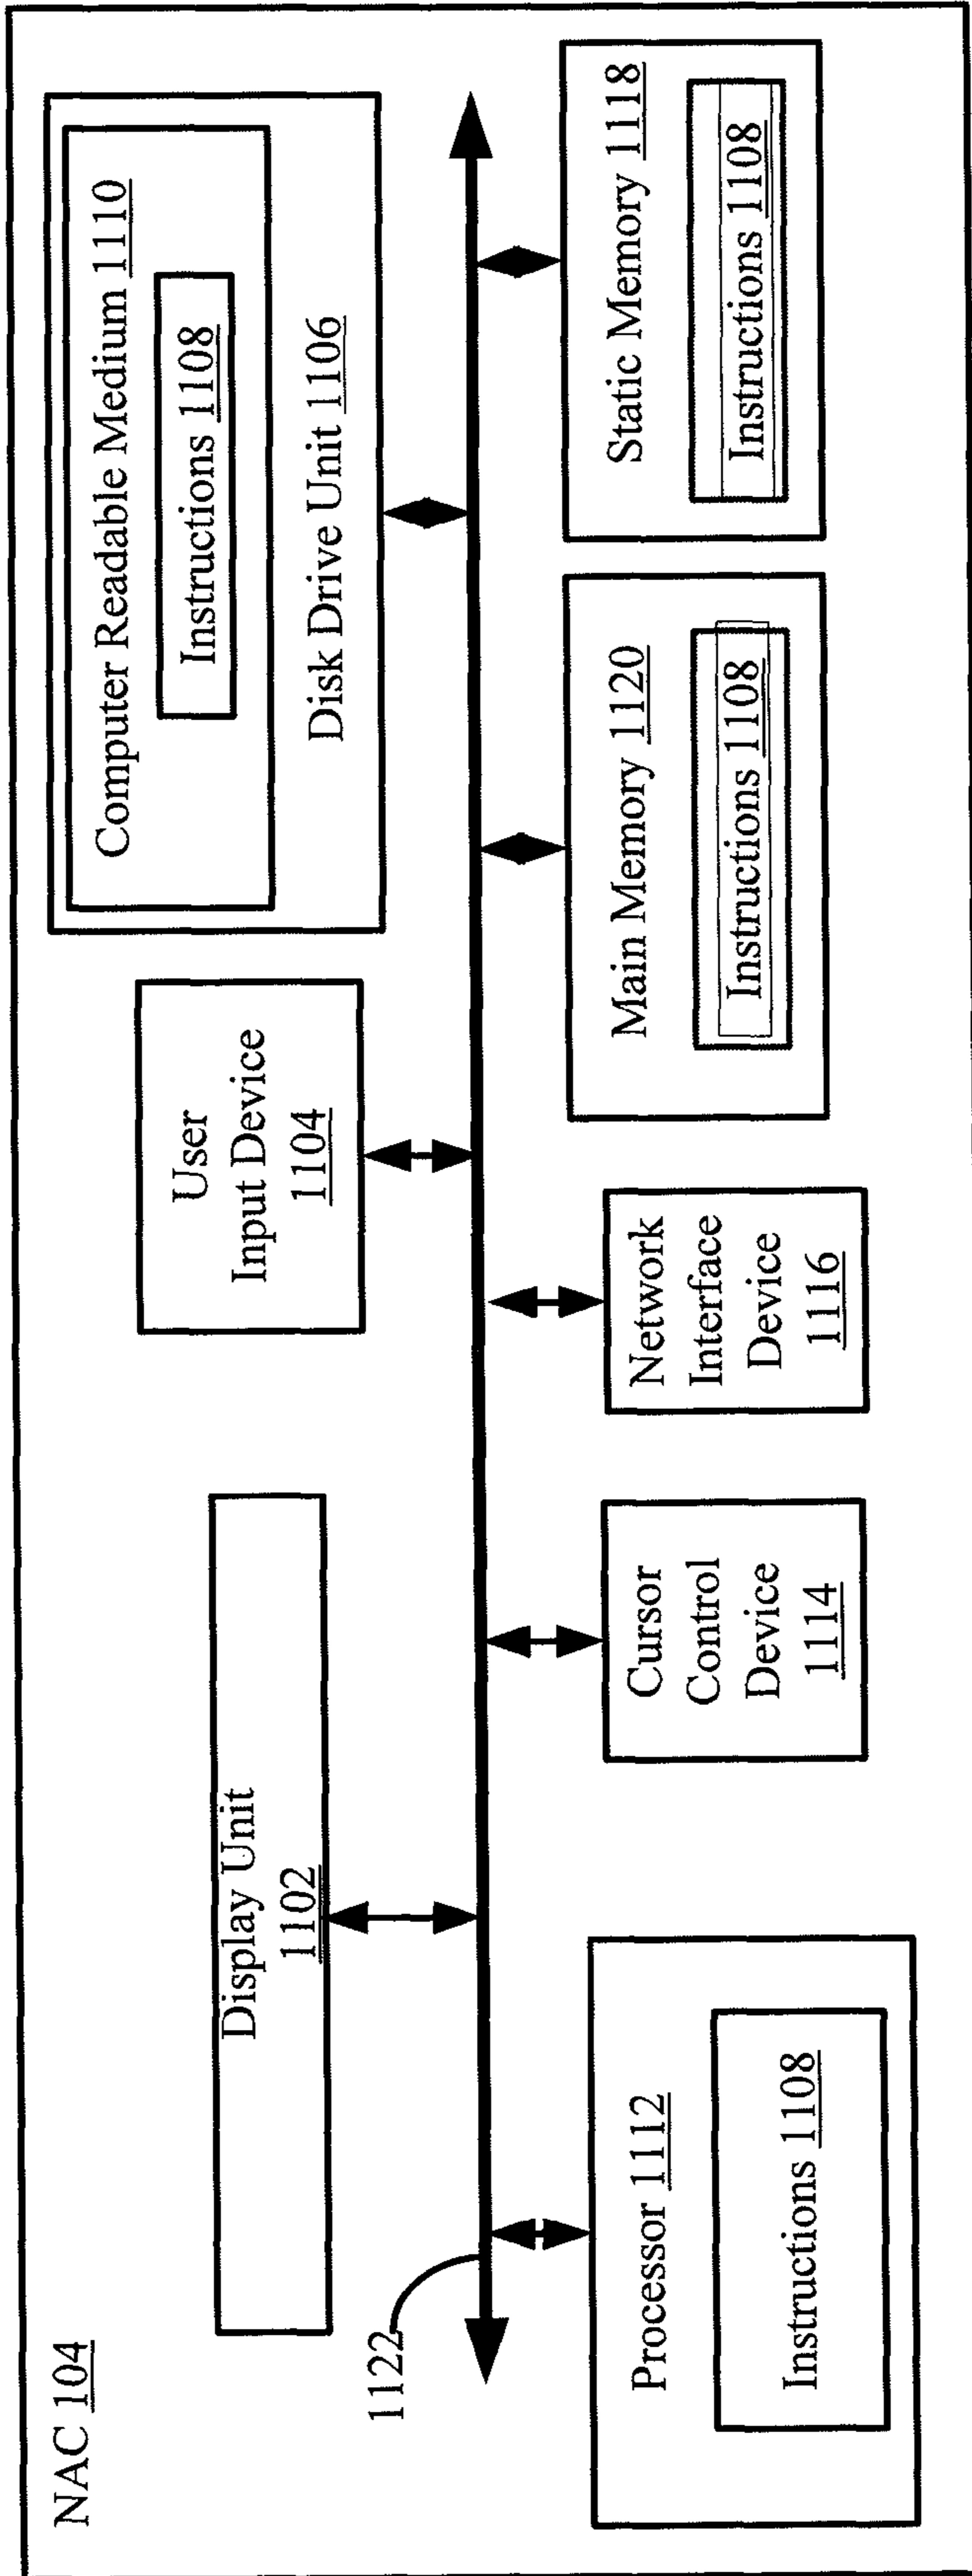 NAC 104
Display Unit
1102
User
Input Device
1104
Computer Readable Medium 1110
Instructions 1108
Disk Drive Unit 1106
1122
Processor 1112
Instructions 1108
Cursor
Control
Device
1114
Network
Interface
Device
1116
Main Memory 1120
Instructions 1108
Static Memory 1118
Instructions 1108